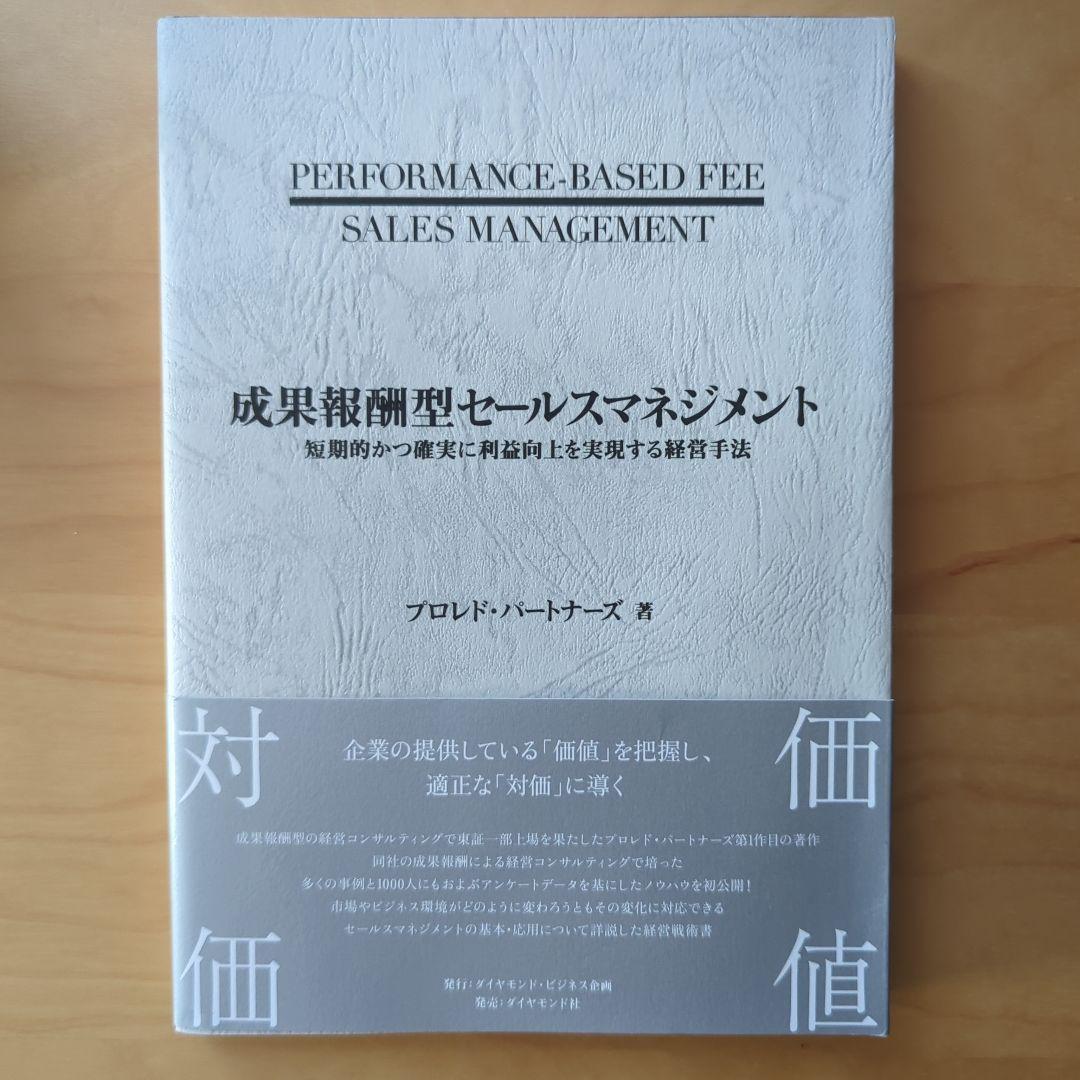 PERFORMANCE-BASED FEE
SALES MANAGEMENT
成果報酬型セールスマネジメント
短期的かつ確実に利益向上を実現する経営手法
プロレド・パートナーズ 著
対価
価値
企業の提供している「価値」を把握し、
適正な「対価」に導く
成果報酬型の経営コンサルティングで東証一部上場を果たしたプロレド・パートナーズ第1作目の著作
同社の成果報酬による経営コンサルティングで培った
多くの事例と1000人にもおよぶアンケートデータを基にしたノウハウを初公開!
市場やビジネス環境がどのように変わろうともその変化に対応できる
セールスマネジメントの基本・応用について詳説した経営戦術書
発行:ダイヤモンド・ビジネス企画
発売:ダイヤモンド社